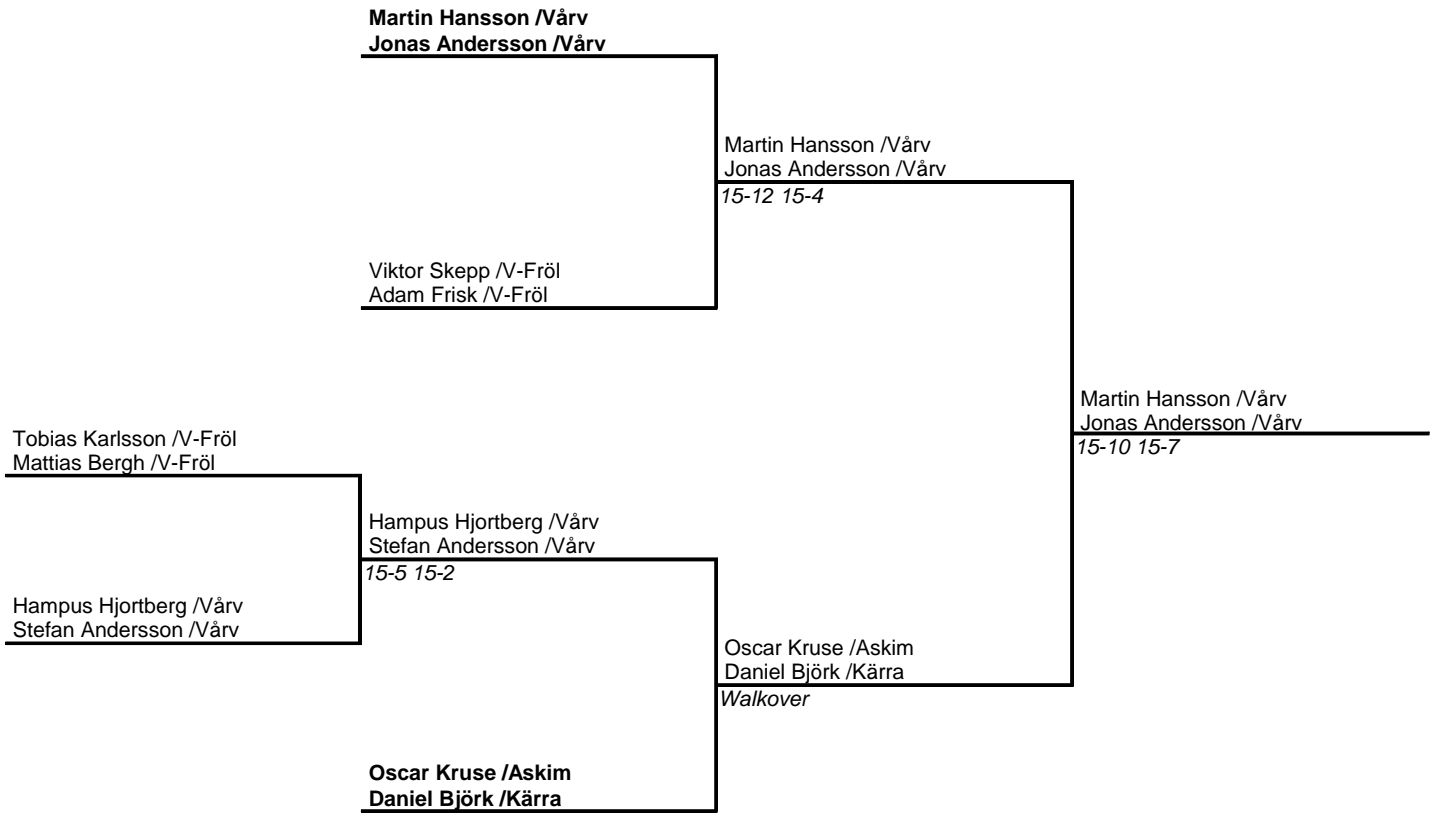 Martin Hansson /Vårv
Jonas Andersson /Vårv
Martin Hansson /Vårv
Jonas Andersson /Vårv
15-12 15-4
Viktor Skepp /V-Fröl
Adam Frisk /V-Fröl
Martin Hansson /Vårv
Jonas Andersson /Vårv
15-10 15-7
Tobias Karlsson /V-Fröl
Mattias Bergh /V-Fröl
Hampus Hjortberg /Vårv
Stefan Andersson /Vårv
15-5 15-2
Hampus Hjortberg /Vårv
Stefan Andersson /Vårv
Oscar Kruse /Askim
Daniel Björk /Kärra
Walkover
Oscar Kruse /Askim
Daniel Björk /Kärra